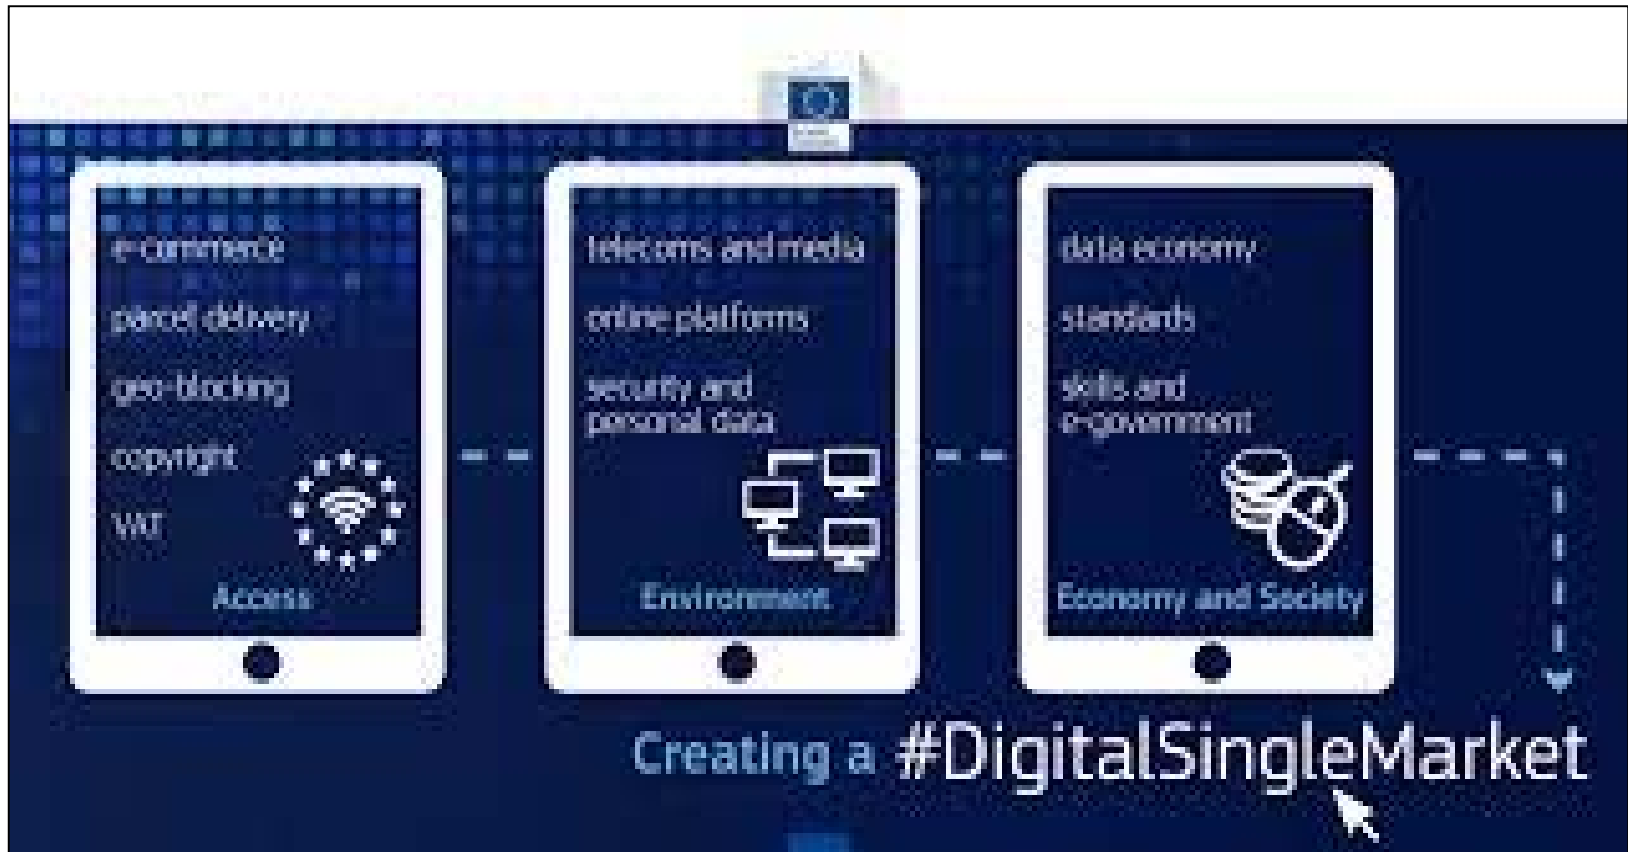 e-commerce
parcel delivery
geo-blocking
copyright
VAT
Access
telecoms and media
online platforms
security and
personal data
Environment
data economy
standards
skills and
e-government
Economy and Society
Creating a #DigitalSingleMarket